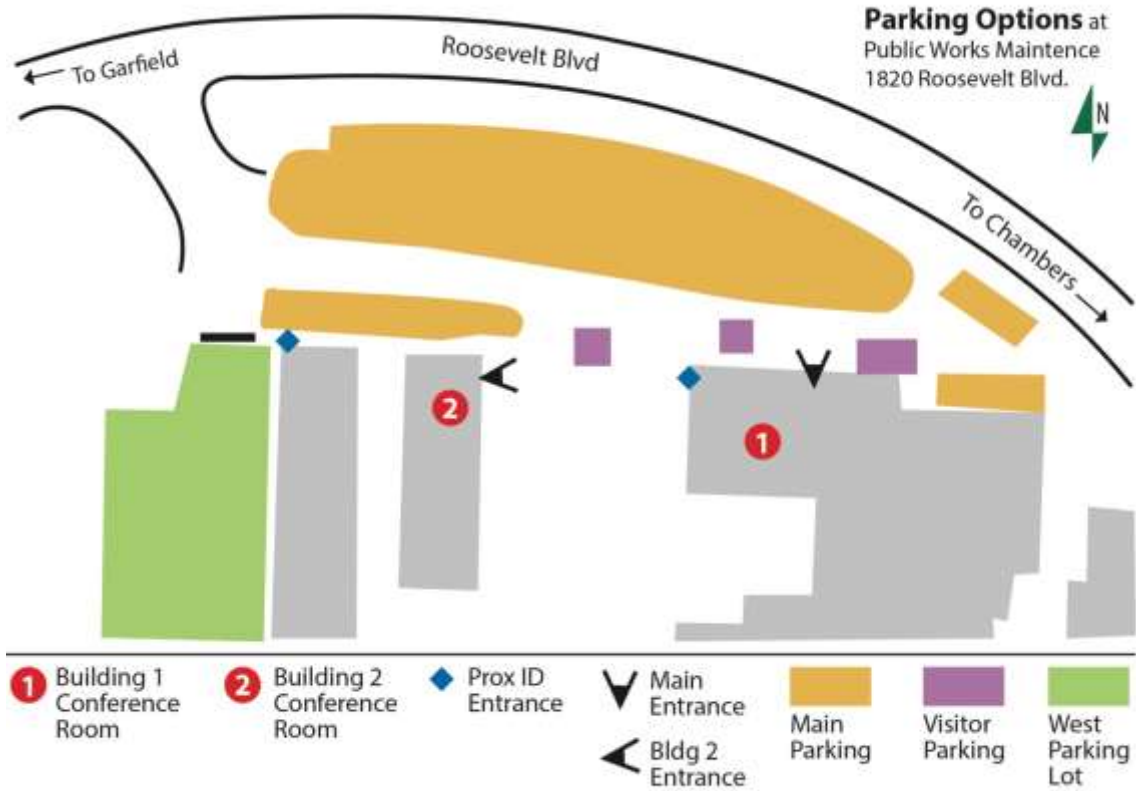 Parking Options at
Public Works Maintence
1820 Roosevelt Blvd.
N
To Garfield
Roosevelt Blvd
To Chambers
2
1
1 Building 1
Conference
Room
2 Building 2
Conference
Room
Prox ID
Entrance
Main
Entrance
Bldg 2
Entrance
Main
Parking
Visitor
Parking
West
Parking
Lot